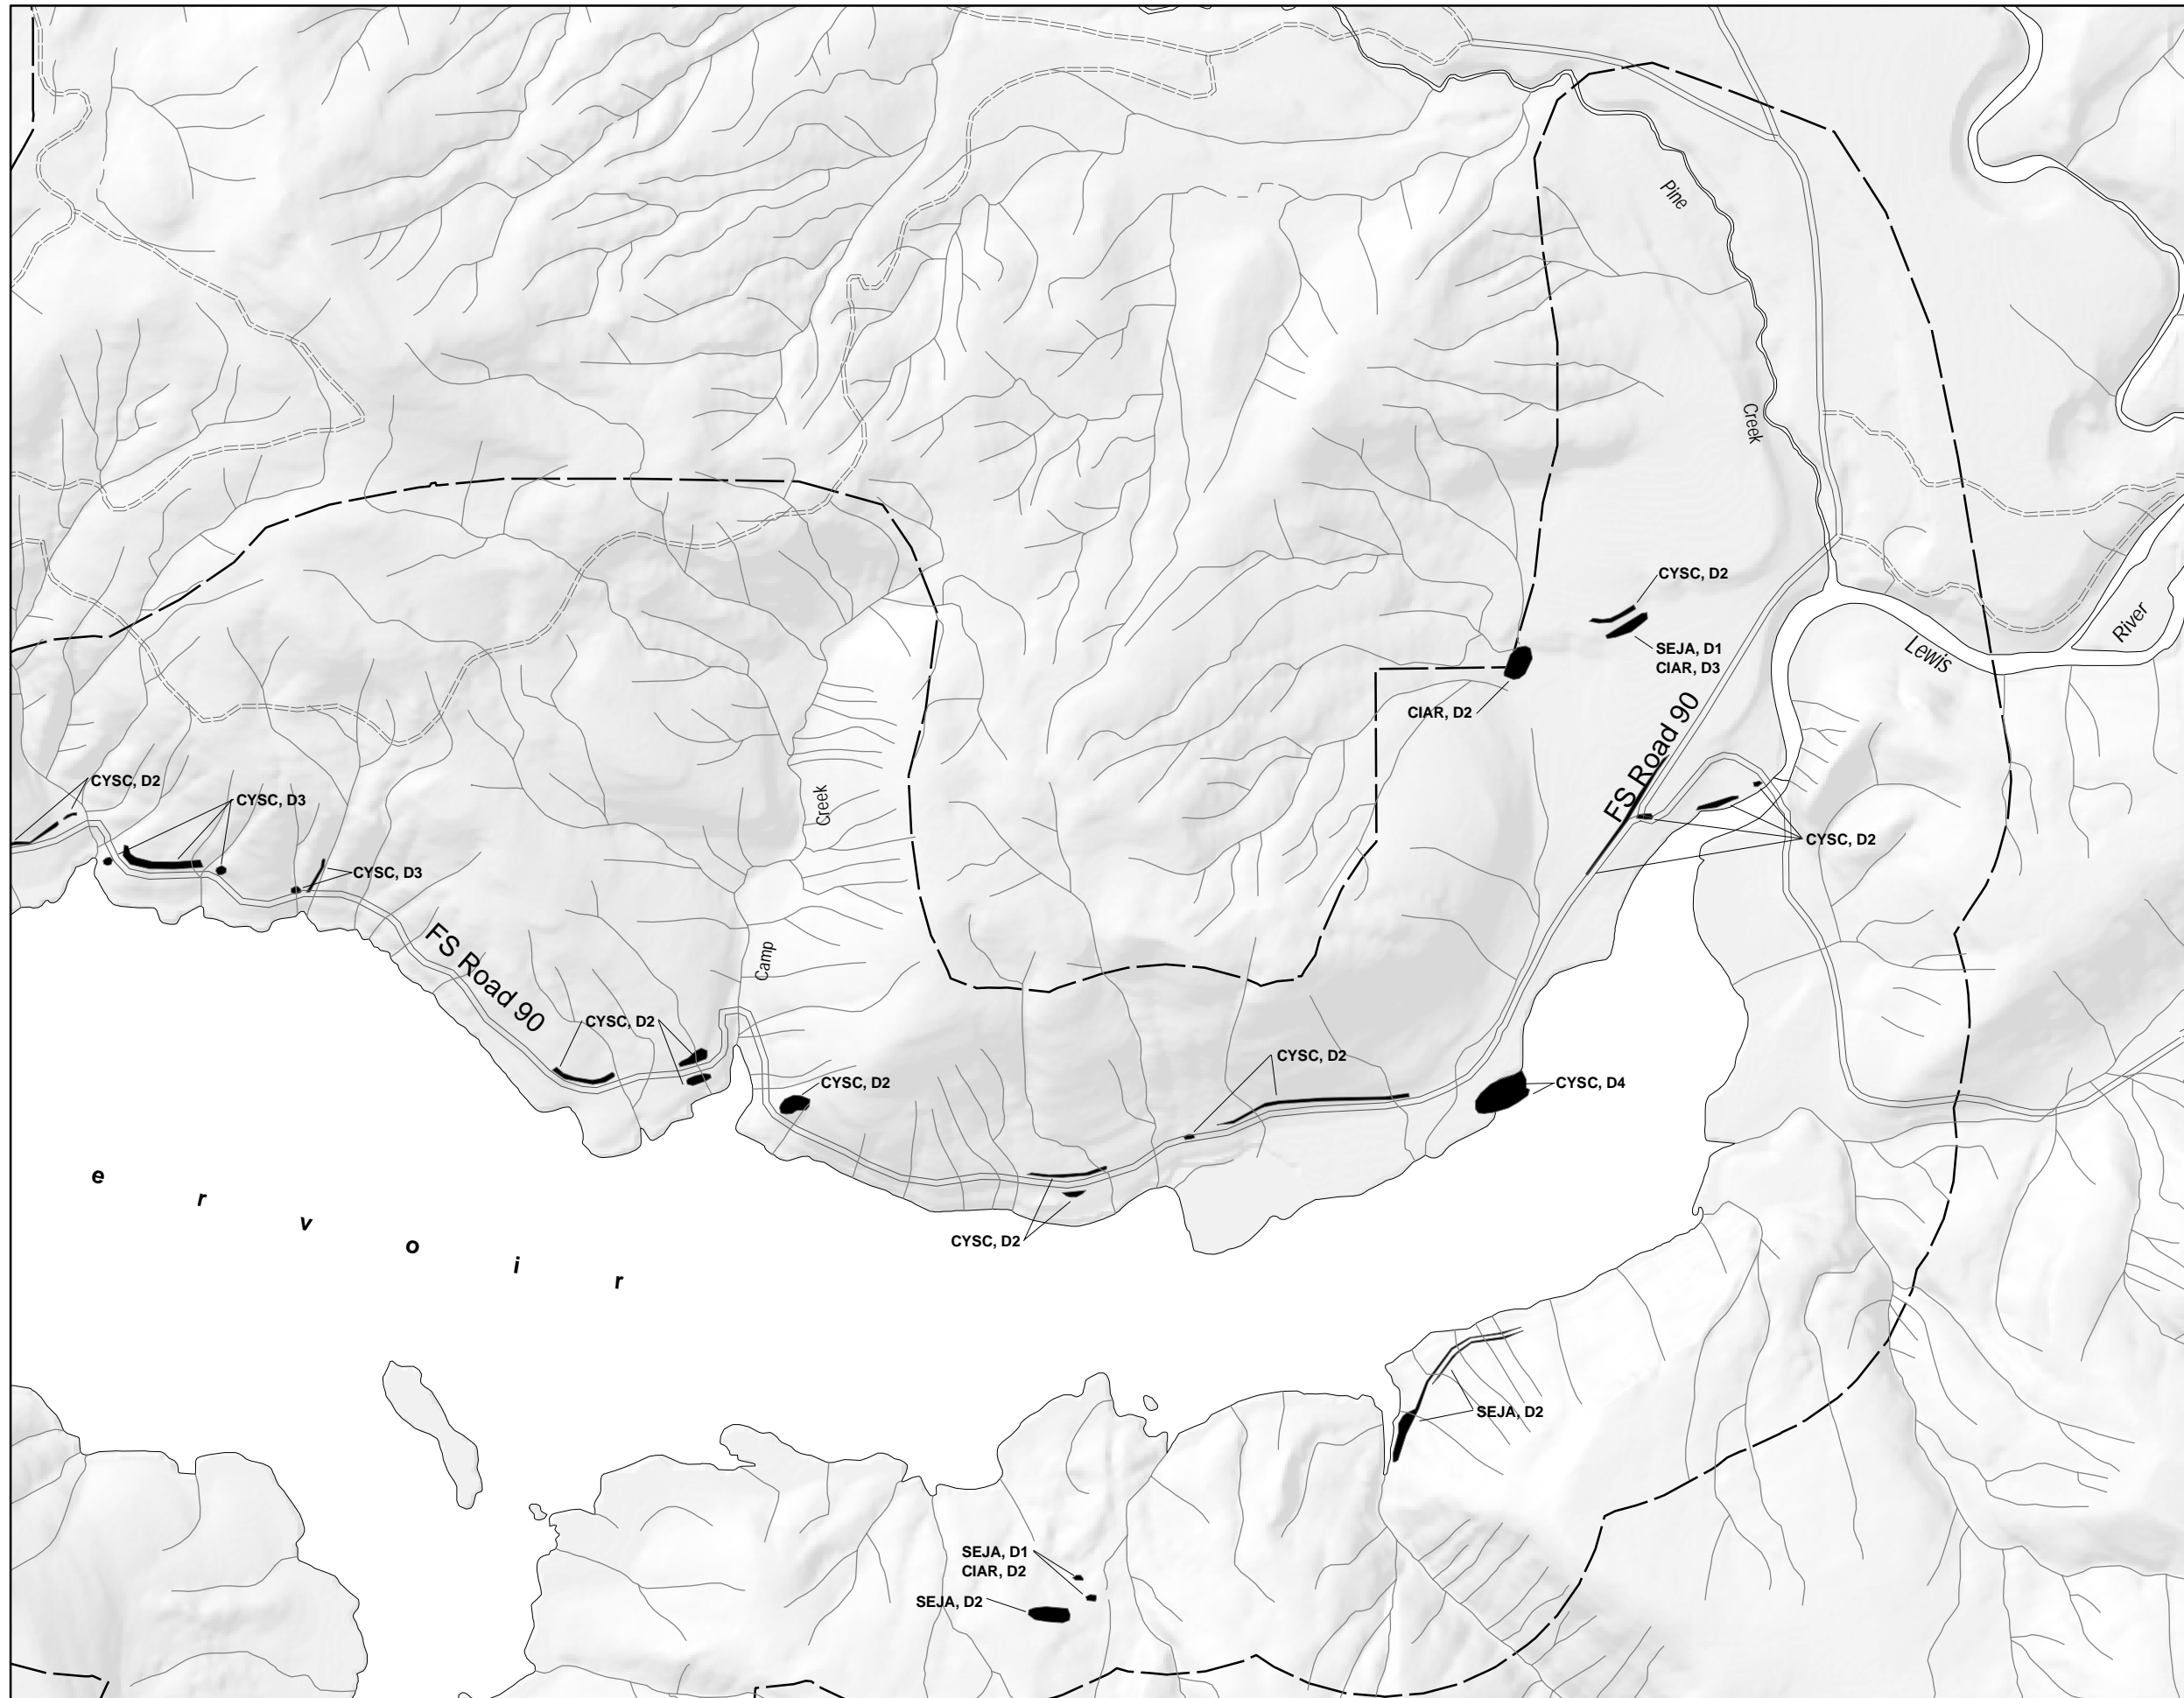 Pine
Creek
CYSC, D2
River
Lewis
SEJA, D1
CIAR, D3
CIAR, D2
FS Road 90
CYSC, D2
CYSC, D3
Creek
CYSC, D2
CYSC, D3
Camp
FS Road 90
CYSC, D2
CYSC, D2
CYSC, D2
CYSC, D4
e r v o i r
CYSC, D2
SEJA, D2
SEJA, D1
CIAR, D2
SEJA, D2